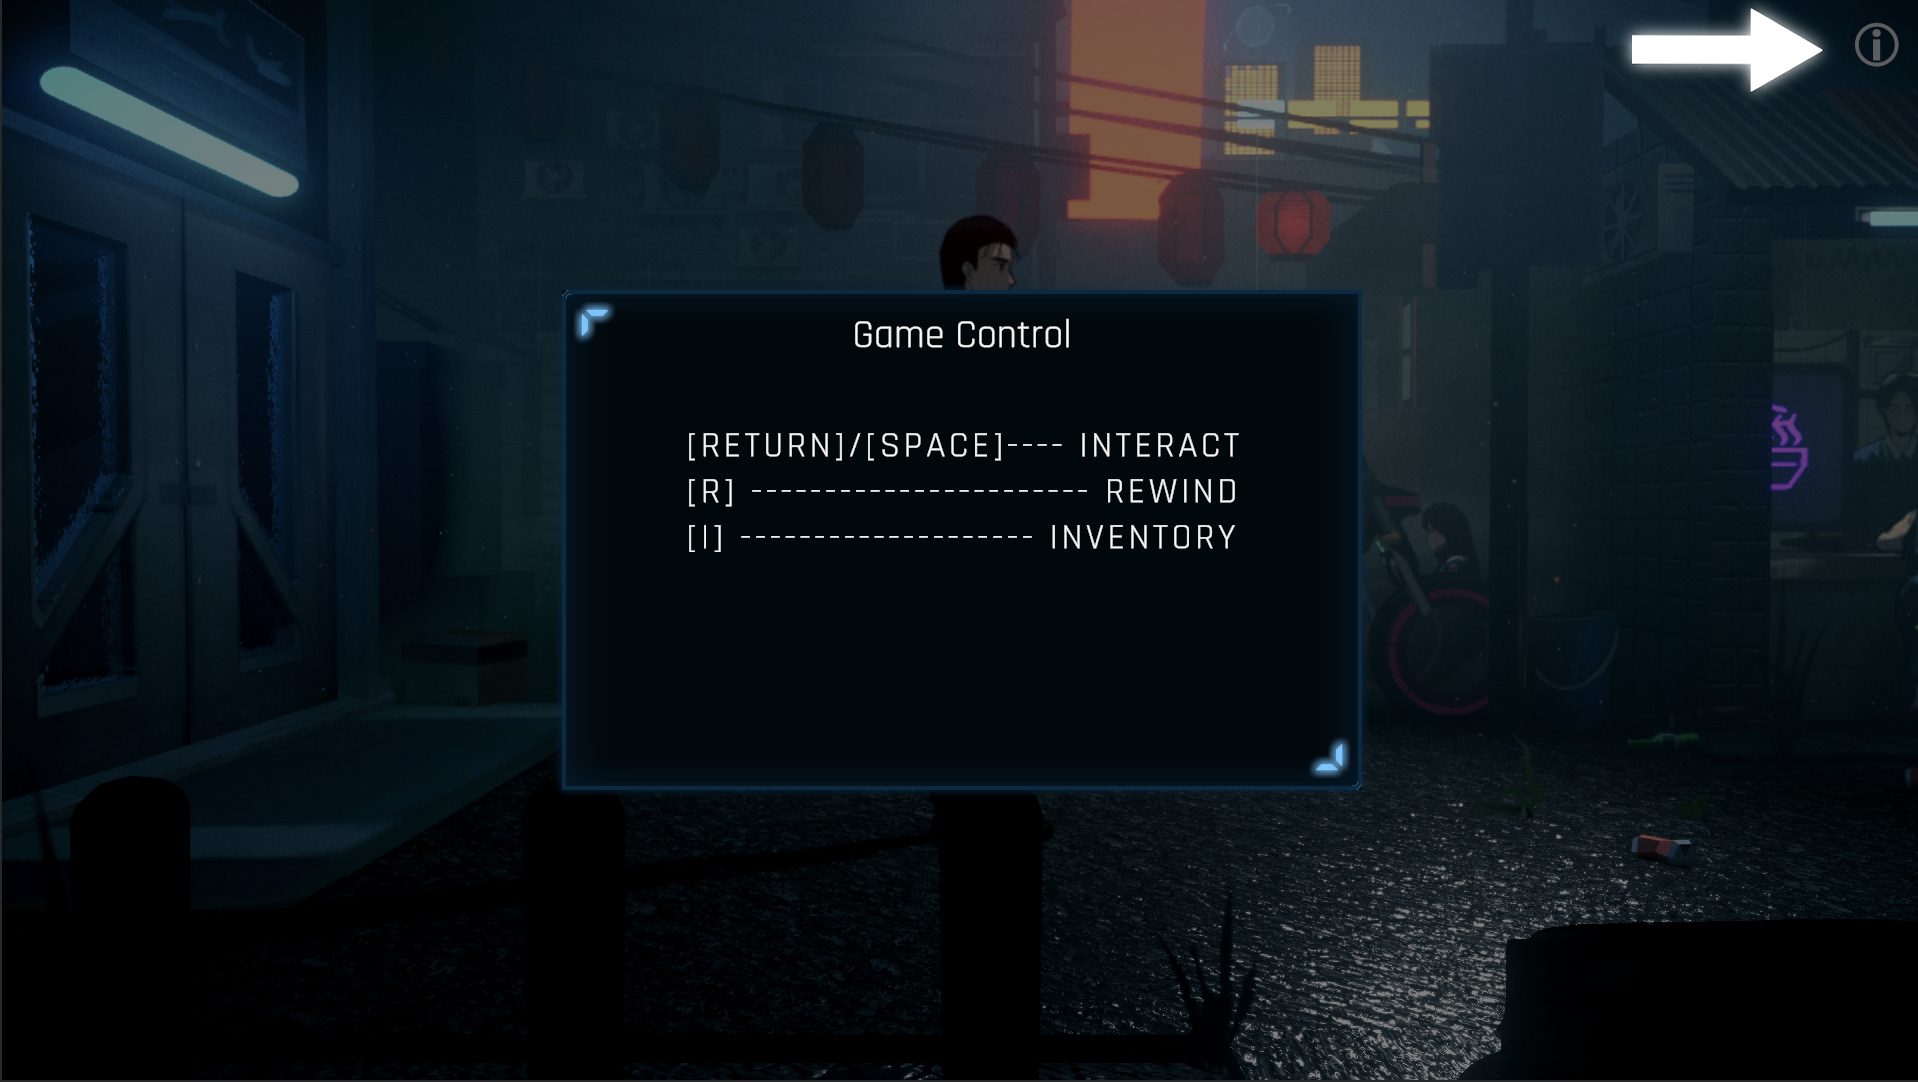 Game Control
[RETURN]/[SPACE]---- INTERACT
[R] ----------------------- REWIND
[I] -------------------- INVENTORY